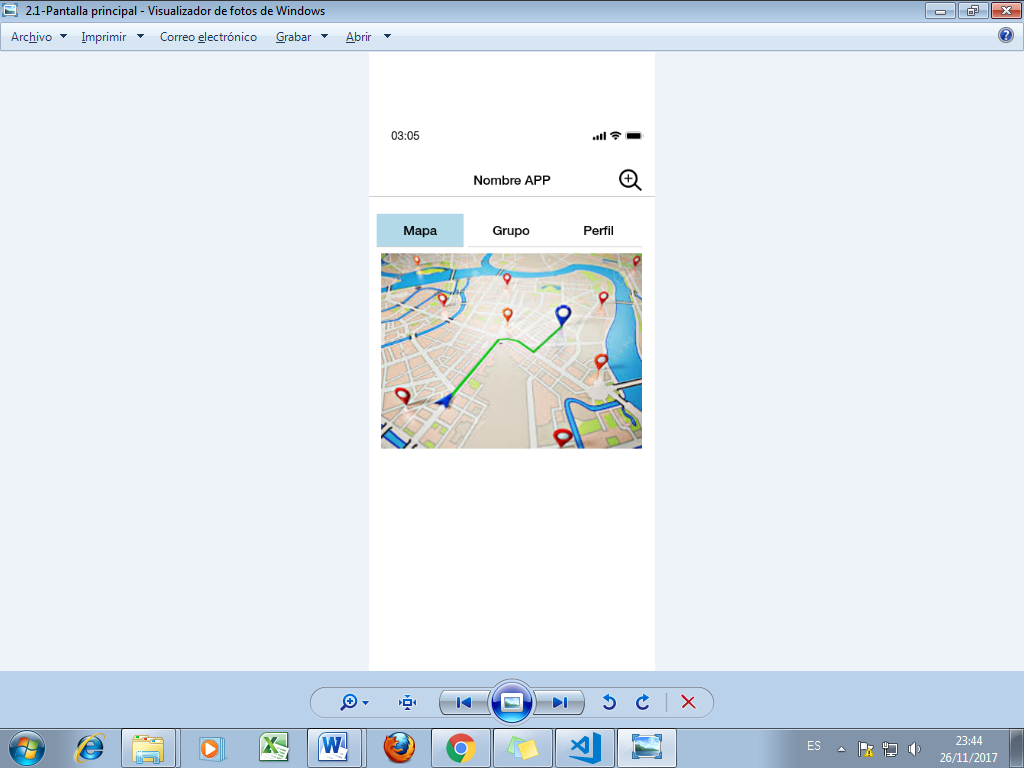 2.1-Pantalla principal - Visualizador de fotos de Windows
Archivo Imprimir Correo electrónico Grabar Abrir
03:05
Nombre APP
Mapa Grupo Perfil
ES
23:44
26/11/2017